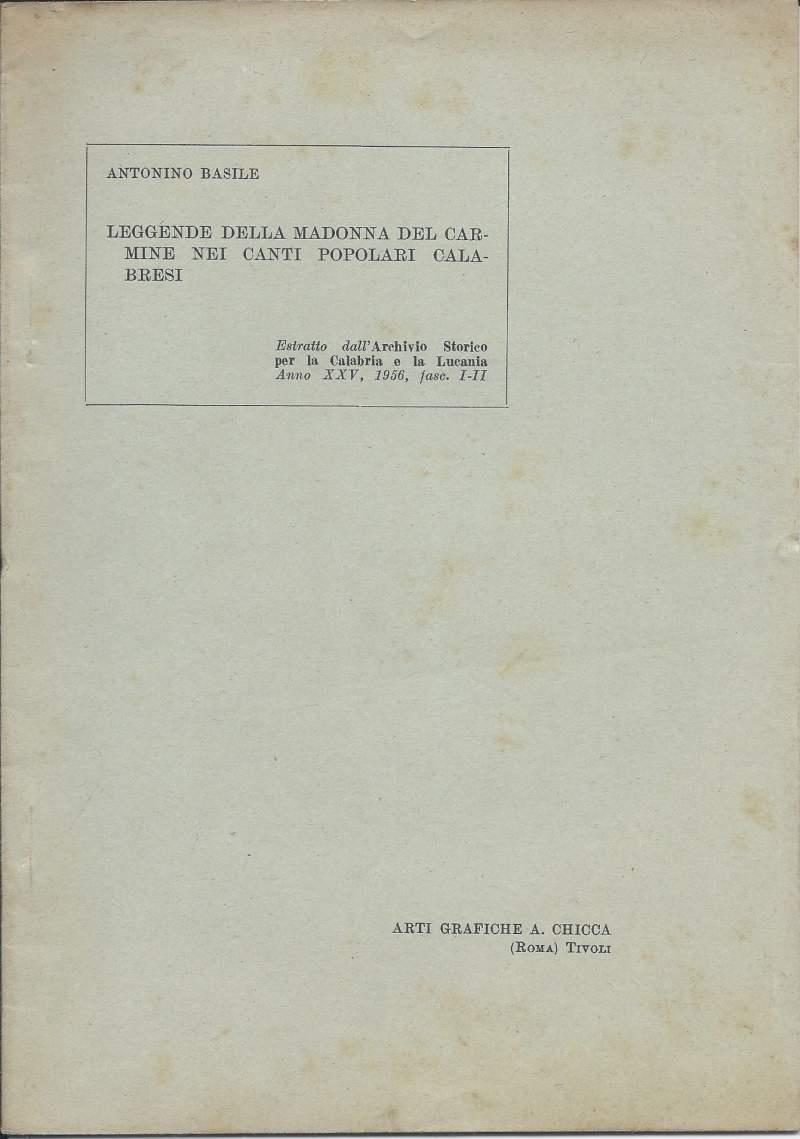 ANTONINO BASILE
LEGGENDE DELLA MADONNA DEL CAR-
MINE NEI CANTI POPOLARI CALA-
BRESI
Estratto dall'Archivio Storico
per la Calabria e la Lucania
Anno XXV, 1956, fasc. I-II
ARTI GRAFICHE A. CHICCA
(ROMA) TIVOLI